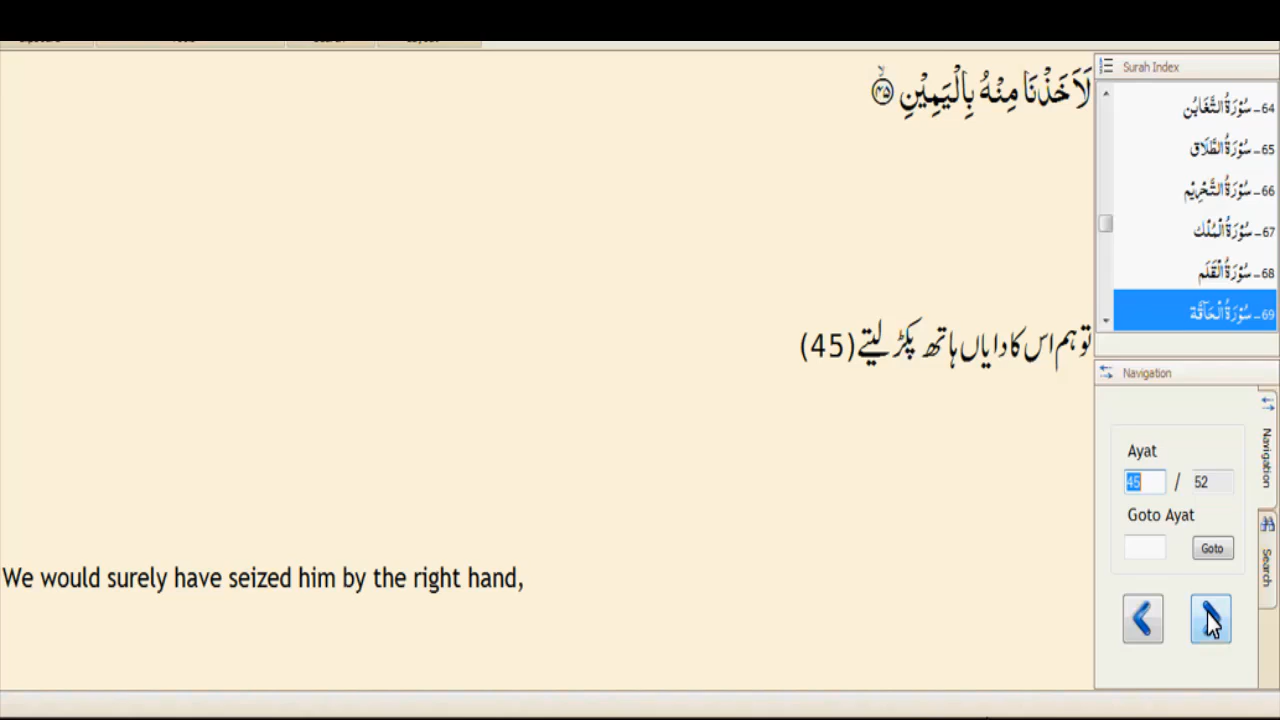 لَاَخَذْنَا مِنْهُ بِالْيَمِيْنِ ۙ﴿۴۵﴾
تو ہم اس کا دایاں ہاتھ پکڑ لیتے (45)
We would surely have seized him by the right hand,
Surah Index
64 – سُوْرَةُ التَّغَابُن
65 – سُوْرَةُ الطَّلَاق
66 – سُوْرَةُ التَّحْرِيْم
67 – سُوْرَةُ الْمُلْك
68 – سُوْرَةُ الْقَلَم
69 – سُوْرَةُ الْحَآقَّة
Navigation
Ayat
45 / 52
Goto Ayat
Goto
Navigation
Search